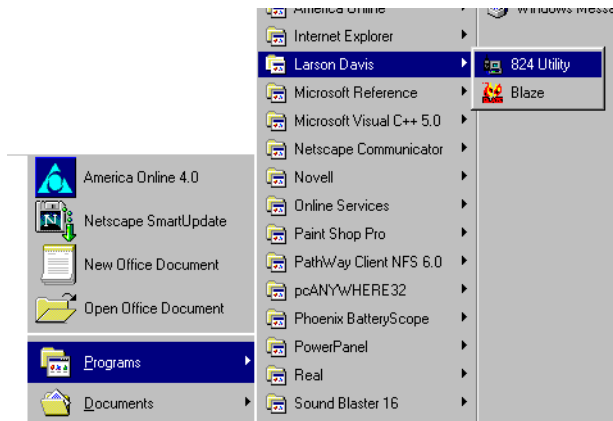 America Online
Internet Explorer
Larson Davis
Microsoft Reference
Microsoft Visual C++ 5.0
Netscape Communicator
Novell
Online Services
Paint Shop Pro
PathWay Client NFS 6.0
pcANYWHERE32
Phoenix BatteryScope
PowerPanel
Real
Sound Blaster 16
Windows Messa
824 Utility
Blaze
America Online 4.0
Netscape SmartUpdate
New Office Document
Open Office Document
Programs
Documents